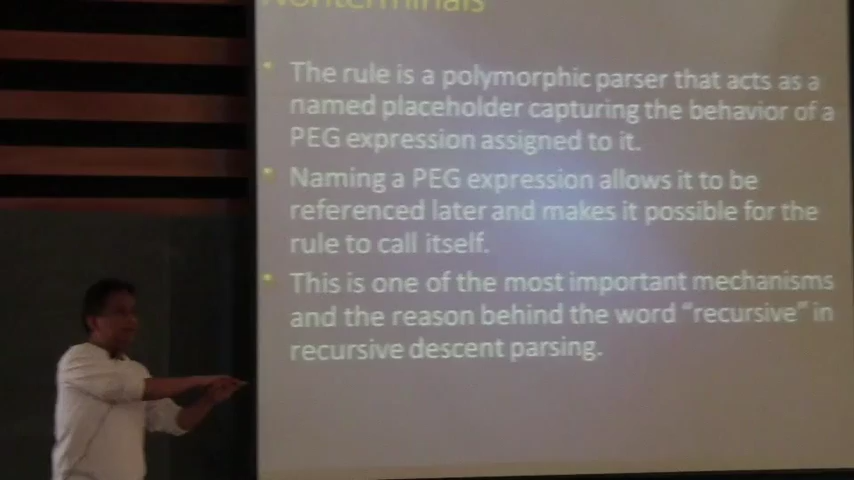 Nonterminals
The rule is a polymorphic parser that acts as a
named placeholder capturing the behavior of a
PEG expression assigned to it.
Naming a PEG expression allows it to be
referenced later and makes it possible for the
rule to call itself.
This is one of the most important mechanisms
and the reason behind the word “recursive” in
recursive descent parsing.